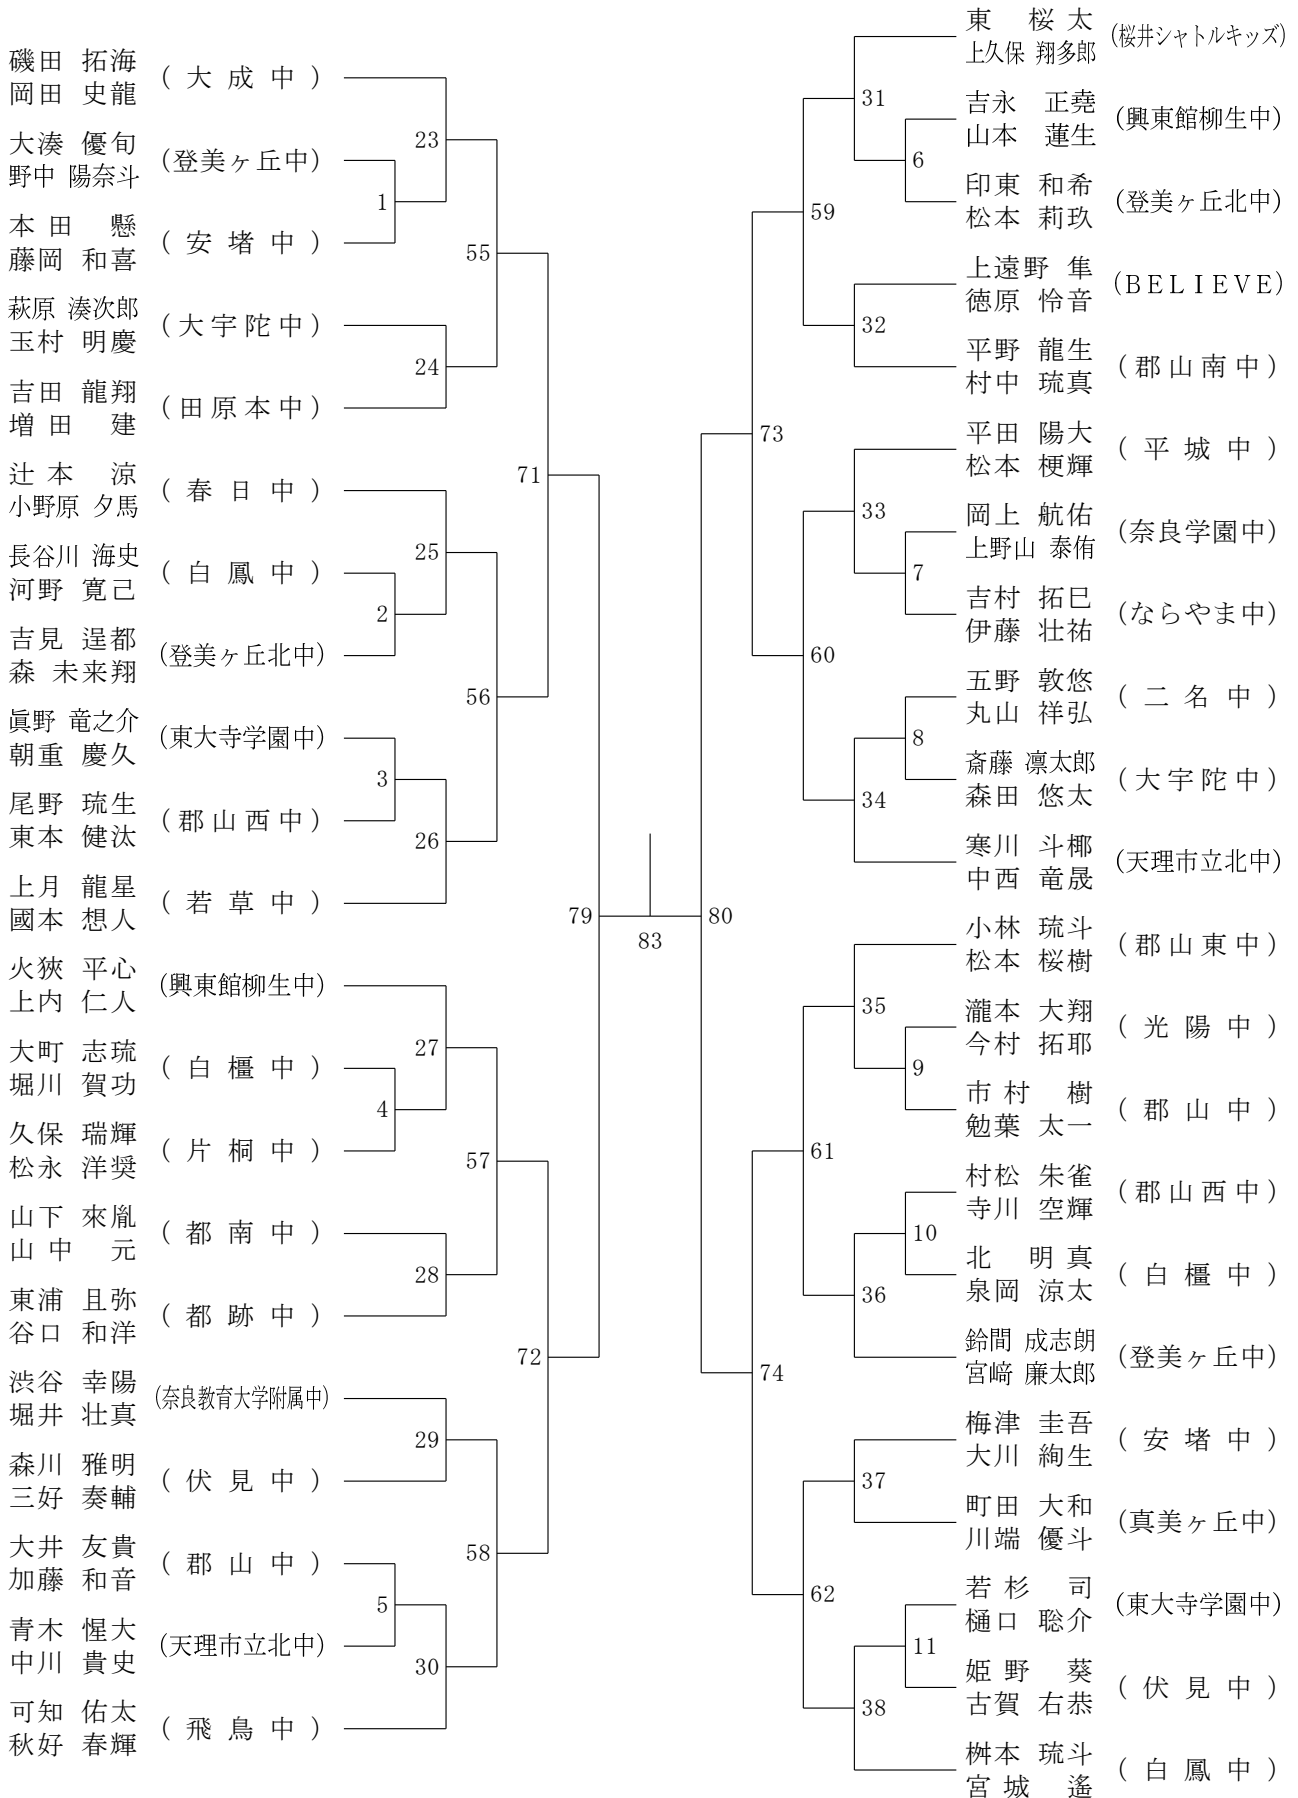 磯田 拓海
岡田 史龍
(大成中)
大湊 優旬
野中 陽奈斗
(登美ヶ丘中)
本田 懸
藤岡 和喜
(安堵中)
萩原 湊次郎
玉村 明慶
(大宇陀中)
吉田 龍翔
増田 建
(田原本中)
辻本 涼
小野原 夕馬
(春日中)
長谷川 海史
河野 寛己
(白鳳中)
吉見 逞都
森 未来翔
(登美ヶ丘北中)
眞野 竜之介
朝重 慶久
(東大寺学園中)
尾野 琉生
東本 健汰
(郡山西中)
上月 龍星
國本 想人
(若草中)
火狹 平心
上内 仁人
(興東館柳生中)
大町 志琉
堀川 賀功
(白橿中)
久保 瑞輝
松永 洋奨
(片桐中)
山下 來胤
山中 元
(都南中)
東浦 且弥
谷口 和洋
(都跡中)
渋谷 幸陽
堀井 壮真
(奈良教育大学附属中)
森川 雅明
三好 奏輔
(伏見中)
大井 友貴
加藤 和音
(郡山中)
青木 惺大
中川 貴史
(天理市立北中)
可知 佑太
秋好 春輝
(飛鳥中)
1
2
3
4
5
23
24
25
26
27
28
29
30
55
56
57
58
71
72
79
83
80
73
74
59
60
61
62
31
32
33
34
35
36
37
38
6
7
8
9
10
11
東 桜太
上久保 翔多郎
(桜井シャトルキッズ)
吉永 正堯
山本 蓮生
(興東館柳生中)
印東 和希
松本 莉玖
(登美ヶ丘北中)
上遠野 隼
徳原 怜音
(BELIEVE)
平野 龍生
村中 琉真
(郡山南中)
平田 陽大
松本 梗輝
(平城中)
岡上 航佑
上野山 泰侑
(奈良学園中)
吉村 拓巳
伊藤 壮祐
(ならやま中)
五野 敦悠
丸山 祥弘
(二名中)
斎藤 凛太郎
森田 悠太
(大宇陀中)
寒川 斗椰
中西 竜晟
(天理市立北中)
小林 琉斗
松本 桜樹
(郡山東中)
瀧本 大翔
今村 拓耶
(光陽中)
市村 樹
勉葉 太一
(郡山中)
村松 朱雀
寺川 空輝
(郡山西中)
北 明真
泉岡 涼太
(白橿中)
鈴間 成志朗
宮﨑 廉太郎
(登美ヶ丘中)
梅津 圭吾
大川 絢生
(安堵中)
町田 大和
川端 優斗
(真美ヶ丘中)
若杉 司
樋口 聡介
(東大寺学園中)
姫野 葵
古賀 右恭
(伏見中)
桝本 琉斗
宮城 遙
(白鳳中)